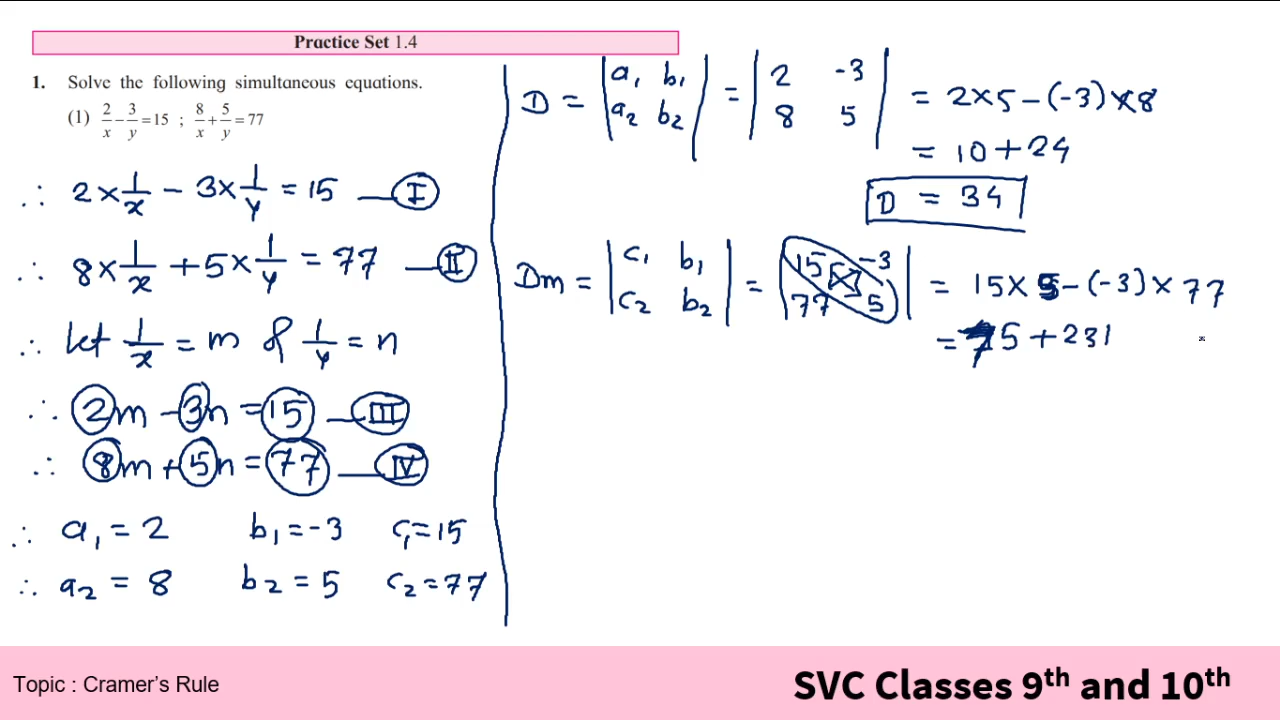 Practice Set 1.4
1. Solve the following simultaneous equations.
(1) 2/x − 3/y = 15 ; 8/x + 5/y = 77
∴ 2 × 1/x − 3 × 1/y = 15 — I
∴ 8 × 1/x + 5 × 1/y = 77 — II
∴ let 1/x = m & 1/y = n
∴ 2m − 3n = 15 — III
∴ 8m + 5n = 77 — IV
∴ a₁ = 2 b₁ = −3 c₁ = 15
∴ a₂ = 8 b₂ = 5 c₂ = 77
D = | a₁ b₁ | = | 2 −3 | = 2 × 5 − (−3) × 8
| a₂ b₂ | | 8 5 |
= 10 + 24
D = 34
Dm = | c₁ b₁ | = | 15 −3 | = 15 × 5 − (−3) × 77
| c₂ b₂ | | 77 5 |
= 75 + 231
Topic : Cramer's Rule
SVC Classes 9th and 10th